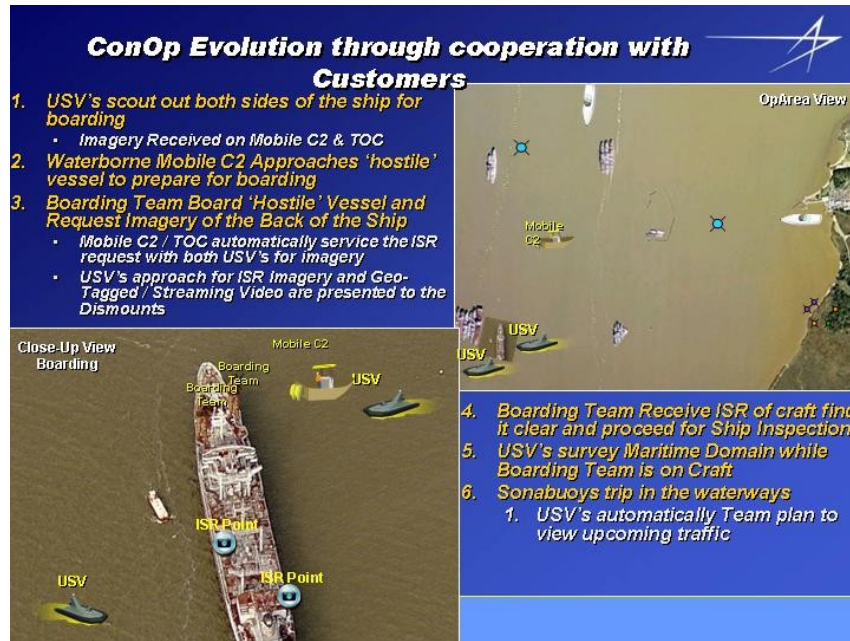 ConOp Evolution through cooperation with
Customers
1. USV's scout out both sides of the ship for
boarding
• Imagery Received on Mobile C2 & TOC
2. Waterborne Mobile C2 Approaches 'hostile'
vessel to prepare for boarding
3. Boarding Team Board 'Hostile' Vessel and
Request Imagery of the Back of the Ship
• Mobile C2 / TOC automatically service the ISR
request with both USV's for imagery
• USV's approach for ISR Imagery and Geo-
Tagged / Streaming Video are presented to the
Dismounts
OpArea View
Mobile
C2
USV
USV
Close-Up View
Boarding
Mobile C2
Boarding
Team
Boarding
Team
USV
ISR Point
ISR Point
USV
4. Boarding Team Receive ISR of craft find
it clear and proceed for Ship Inspection
5. USV's survey Maritime Domain while
Boarding Team is on Craft
6. Sonabuoys trip in the waterways
1. USV's automatically Team plan to
view upcoming traffic